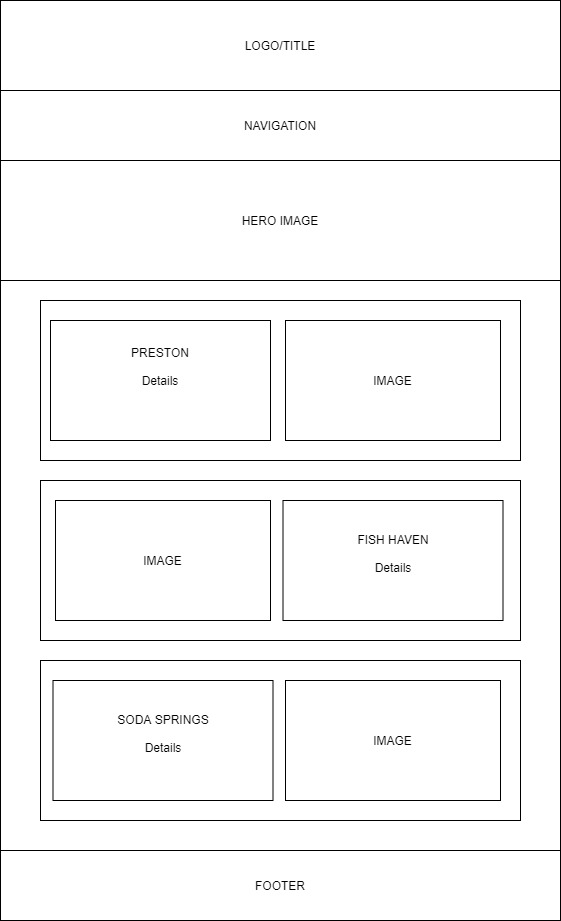 LOGO/TITLE
NAVIGATION
HERO IMAGE
PRESTON
Details
IMAGE
IMAGE
FISH HAVEN
Details
SODA SPRINGS
Details
IMAGE
FOOTER